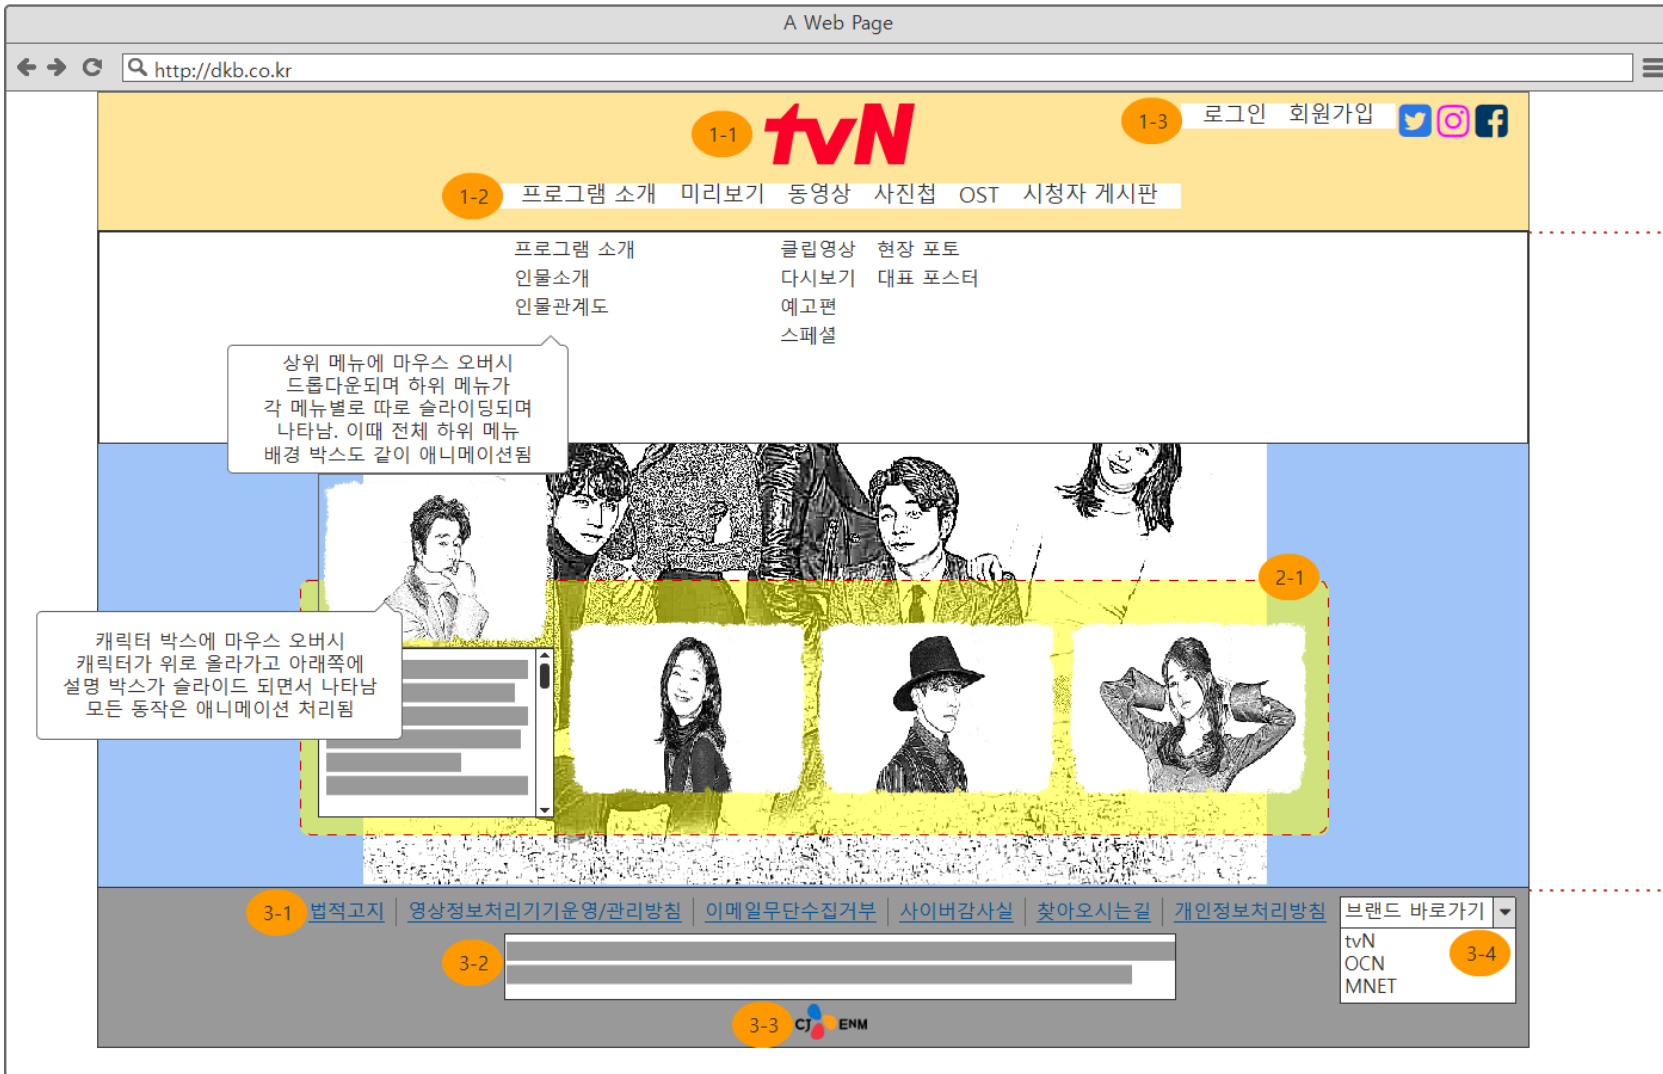 A Web Page
http://dkb.co.kr
1-1
tvN
1-3
로그인 회원가입
1-2
프로그램 소개 미리보기 동영상 사진첩 OST 시청자 게시판
프로그램 소개
인물소개
인물관계도
클립영상
다시보기
예고편
스페셜
현장 포토
대표 포스터
상위 메뉴에 마우스 오버시
드롭다운되며 하위 메뉴가
각 메뉴별로 따로 슬라이딩되며
나타남. 이때 전체 하위 메뉴
배경 박스도 같이 애니메이션됨
2-1
캐릭터 박스에 마우스 오버시
캐릭터가 위로 올라가고 아래쪽에
설명 박스가 슬라이드 되면서 나타남
모든 동작은 애니메이션 처리됨
3-1
법적고지 | 영상정보처리기기운영/관리방침 | 이메일무단수집거부 | 사이버감사실 | 찾아오시는길 | 개인정보처리방침
브랜드 바로가기
tvN
OCN
MNET
3-4
3-2
3-3
CJ ENM